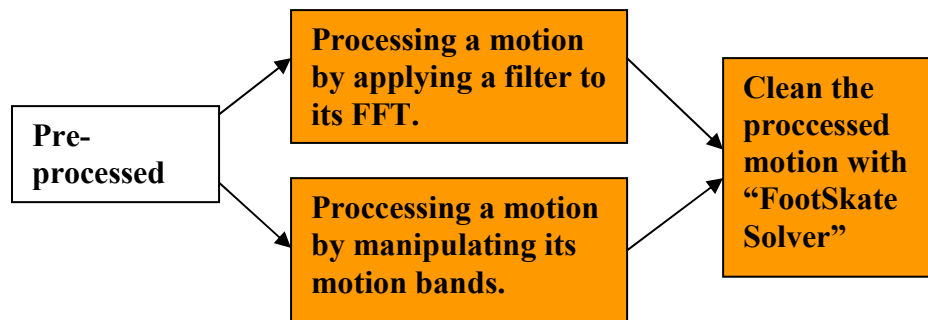 Pre-
processed
Processing a motion
by applying a filter to
its FFT.
Proccessing a motion
by manipulating its
motion bands.
Clean the
proccessed
motion with
“FootSkate
Solver”